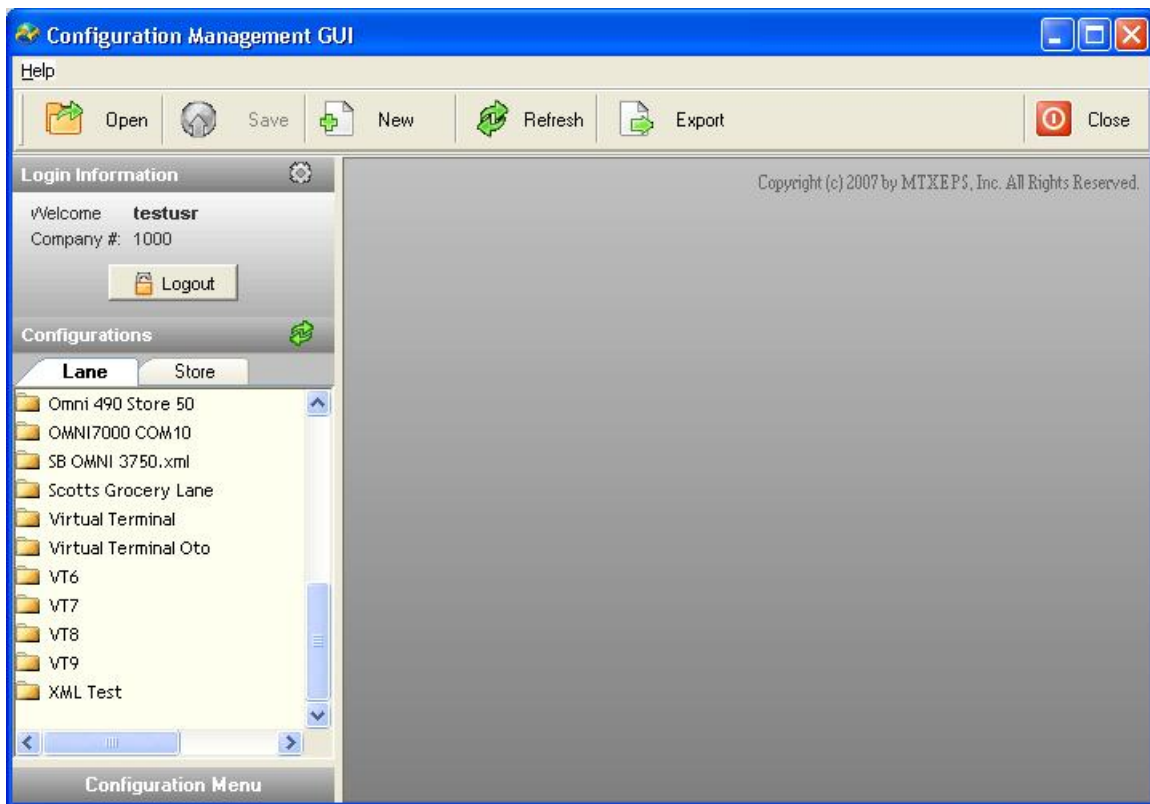 Configuration Management GUI
Help
Open Save New Refresh Export Close
Login Information
Copyright (c) 2007 by MTXEPS, Inc. All Rights Reserved.
Welcome testusr
Company #: 1000
Logout
Configurations
Lane Store
Omni 490 Store 50
OMNI7000 COM10
SB OMNI 3750.xml
Scotts Grocery Lane
Virtual Terminal
Virtual Terminal Oto
VT6
VT7
VT8
VT9
XML Test
Configuration Menu